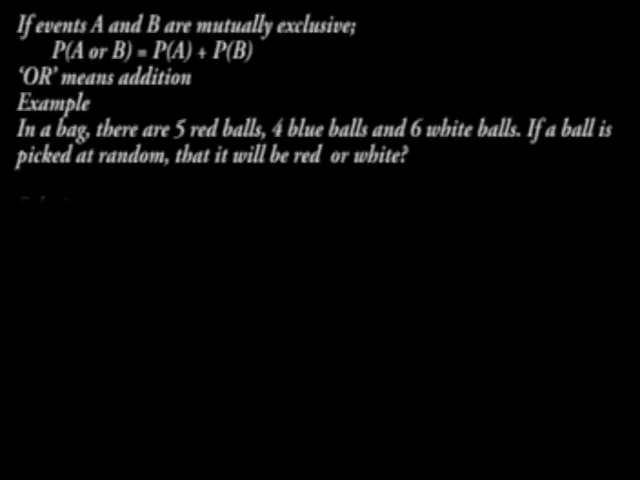 If events A and B are mutually exclusive;
P(A or B) = P(A) + P(B)
‘OR’ means addition
Example
In a bag, there are 5 red balls, 4 blue balls and 6 white balls. If a ball is
picked at random, that it will be red or white?